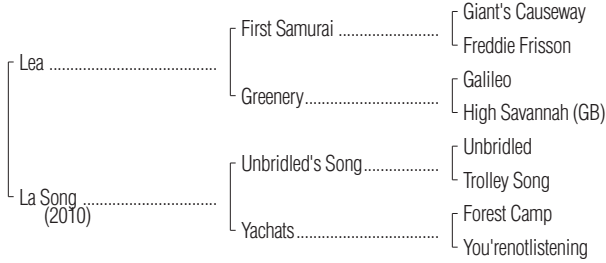 Giant's Causeway
First Samurai ........................
Freddie Frisson
Lea .......................................
Galileo
Greenery................................
High Savannah (GB)
Unbridled
Unbridled's Song..................
Trolley Song
La Song ...............................
(2010)
Forest Camp
Yachats..................................
You'renotlistening